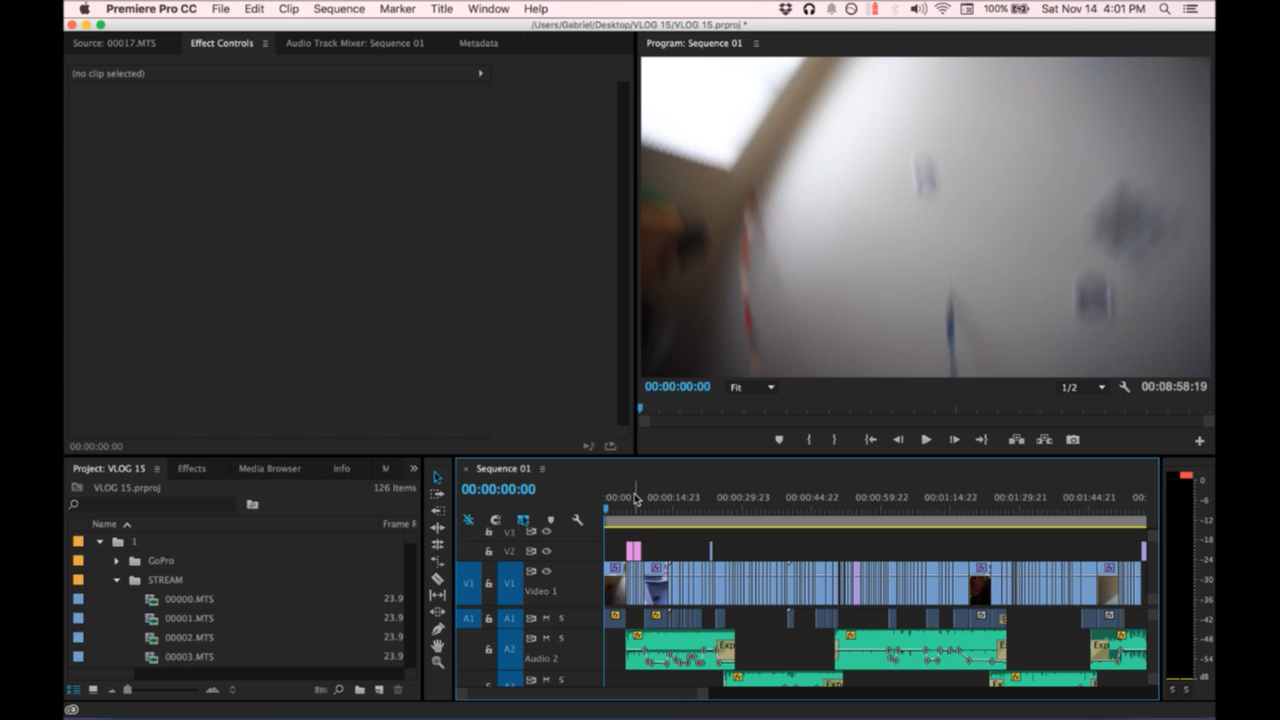 Premiere Pro CC File Edit Clip Sequence Marker Title Window Help 100% Sat Nov 14 4:01 PM
/Users/Gabriel/Desktop/VLOG 15/VLOG 15.prproj *
Source: 00017.MTS Effect Controls Audio Track Mixer: Sequence 01 Metadata
(no clip selected)
00:00:00:00
Program: Sequence 01
00:00:00:00 Fit 1/2 00:08:58:19
Project: VLOG 15 Effects Media Browser Info M
VLOG 15.prproj 126 Items
Name Frame
1
GoPro
STREAM
00000.MTS 23.9
00001.MTS 23.9
00002.MTS 23.9
00003.MTS 23.9
Sequence 01
00:00:00:00
:00:00 00:00:14:23 00:00:29:23 00:00:44:22 00:00:59:22 00:01:14:22 00:01:29:21 00:01:44:21 00:
V3
V2
V1 V1 Video 1
A1 A1 M S
A2 M S Audio 2
Exp
Exp
M S
0
-6
-12
-18
-24
-30
-36
-42
-48
-54
dB
S S